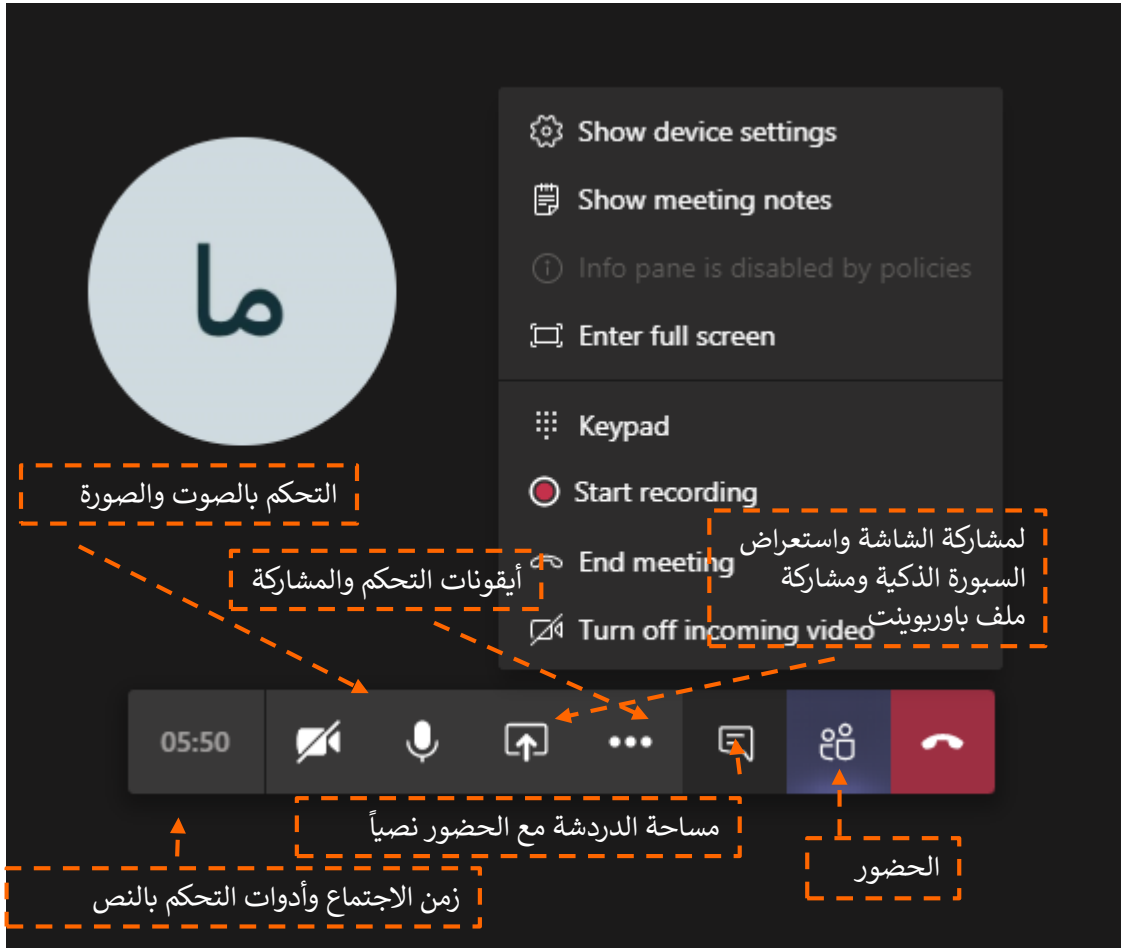 Show device settings
Show meeting notes
ما
Info pane is disabled by policies
Enter full screen
Keypad
التحكم بالصوت والصورة
Start recording
لمشاركة الشاشة واستعراض
السبورة الذكية ومشاركة
ملف باوربوينت
End meeting
أيقونات التحكم والمشاركة
Turn off incoming video
05:50
مساحة الدردشة مع الحضور نصياً
الحضور
زمن الاجتماع وأدوات التحكم بالنص